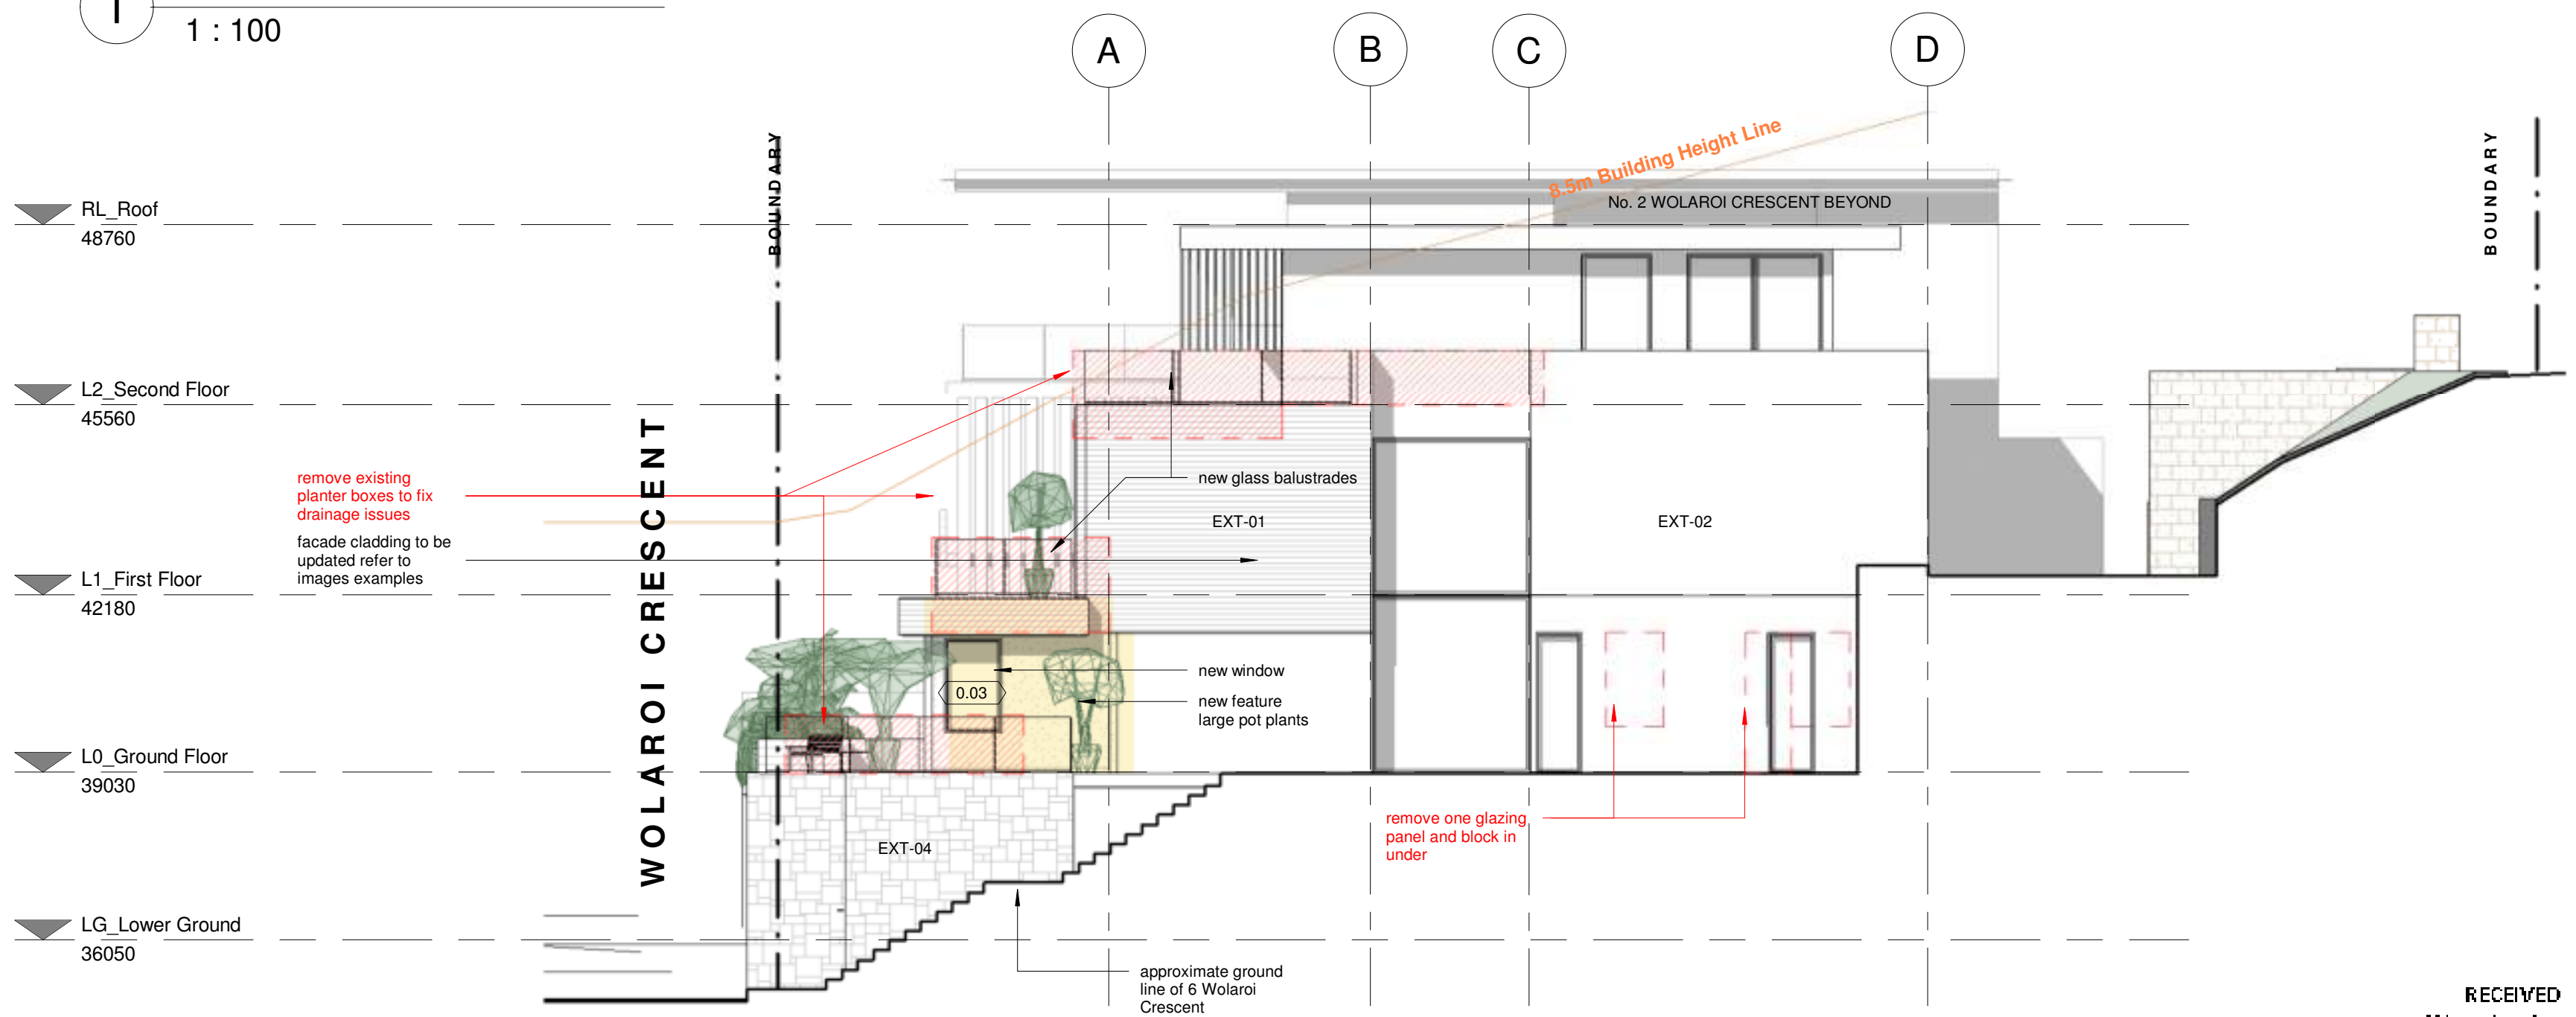 1 : 100
A
B
C
D
BOUNDARY
BOUNDARY
8.5m Building Height Line
No. 2 WOLAROI CRESCENT BEYOND
RL_Roof
48760
L2_Second Floor
45560
remove existing
planter boxes to fix
drainage issues
facade cladding to be
updated refer to
images examples
WOLAROI CRESCENT
new glass balustrades
EXT-01
EXT-02
L1_First Floor
42180
new window
0.03
new feature
large pot plants
L0_Ground Floor
39030
remove one glazing
panel and block in
under
EXT-04
LG_Lower Ground
36050
approximate ground
line of 6 Wolaroi
Crescent
RECEIVED